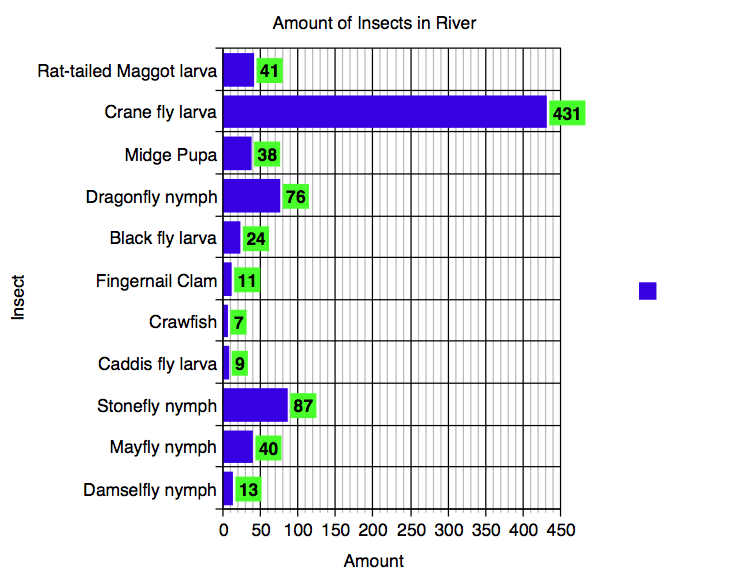 Amount of Insects in River
Rat-tailed Maggot larva 41
Crane fly larva 431
Midge Pupa 38
Dragonfly nymph 76
Black fly larva 24
Fingernail Clam 11
Crawfish 7
Caddis fly larva 9
Stonefly nymph 87
Mayfly nymph 40
Damselfly nymph 13
Insect
0 50 100 150 200 250 300 350 400 450
Amount